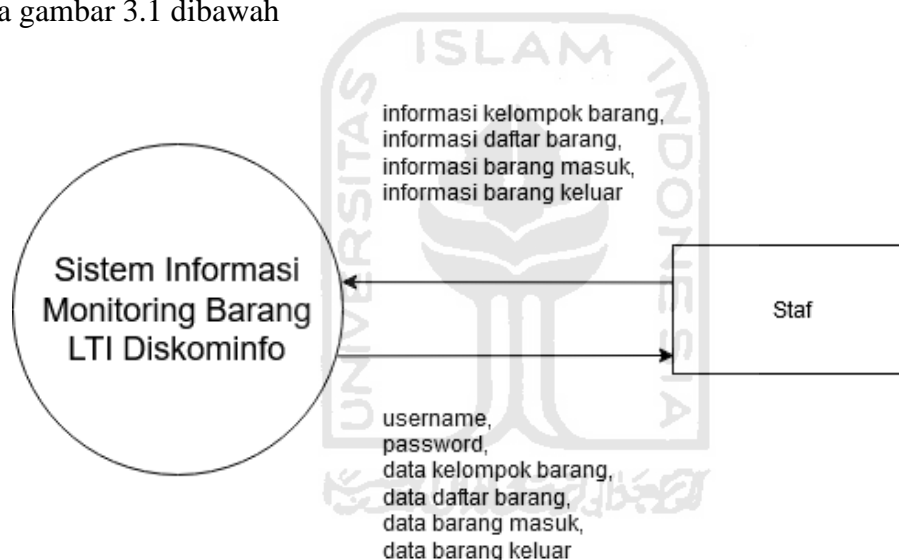 a gambar 3.1 dibawah
ISLAM
UNIVERSITAS
INDONESIA
informasi kelompok barang,
informasi daftar barang,
informasi barang masuk,
informasi barang keluar
Sistem Informasi
Monitoring Barang
LTI Diskominfo
Staf
username,
password,
data kelompok barang,
data daftar barang,
data barang masuk,
data barang keluar